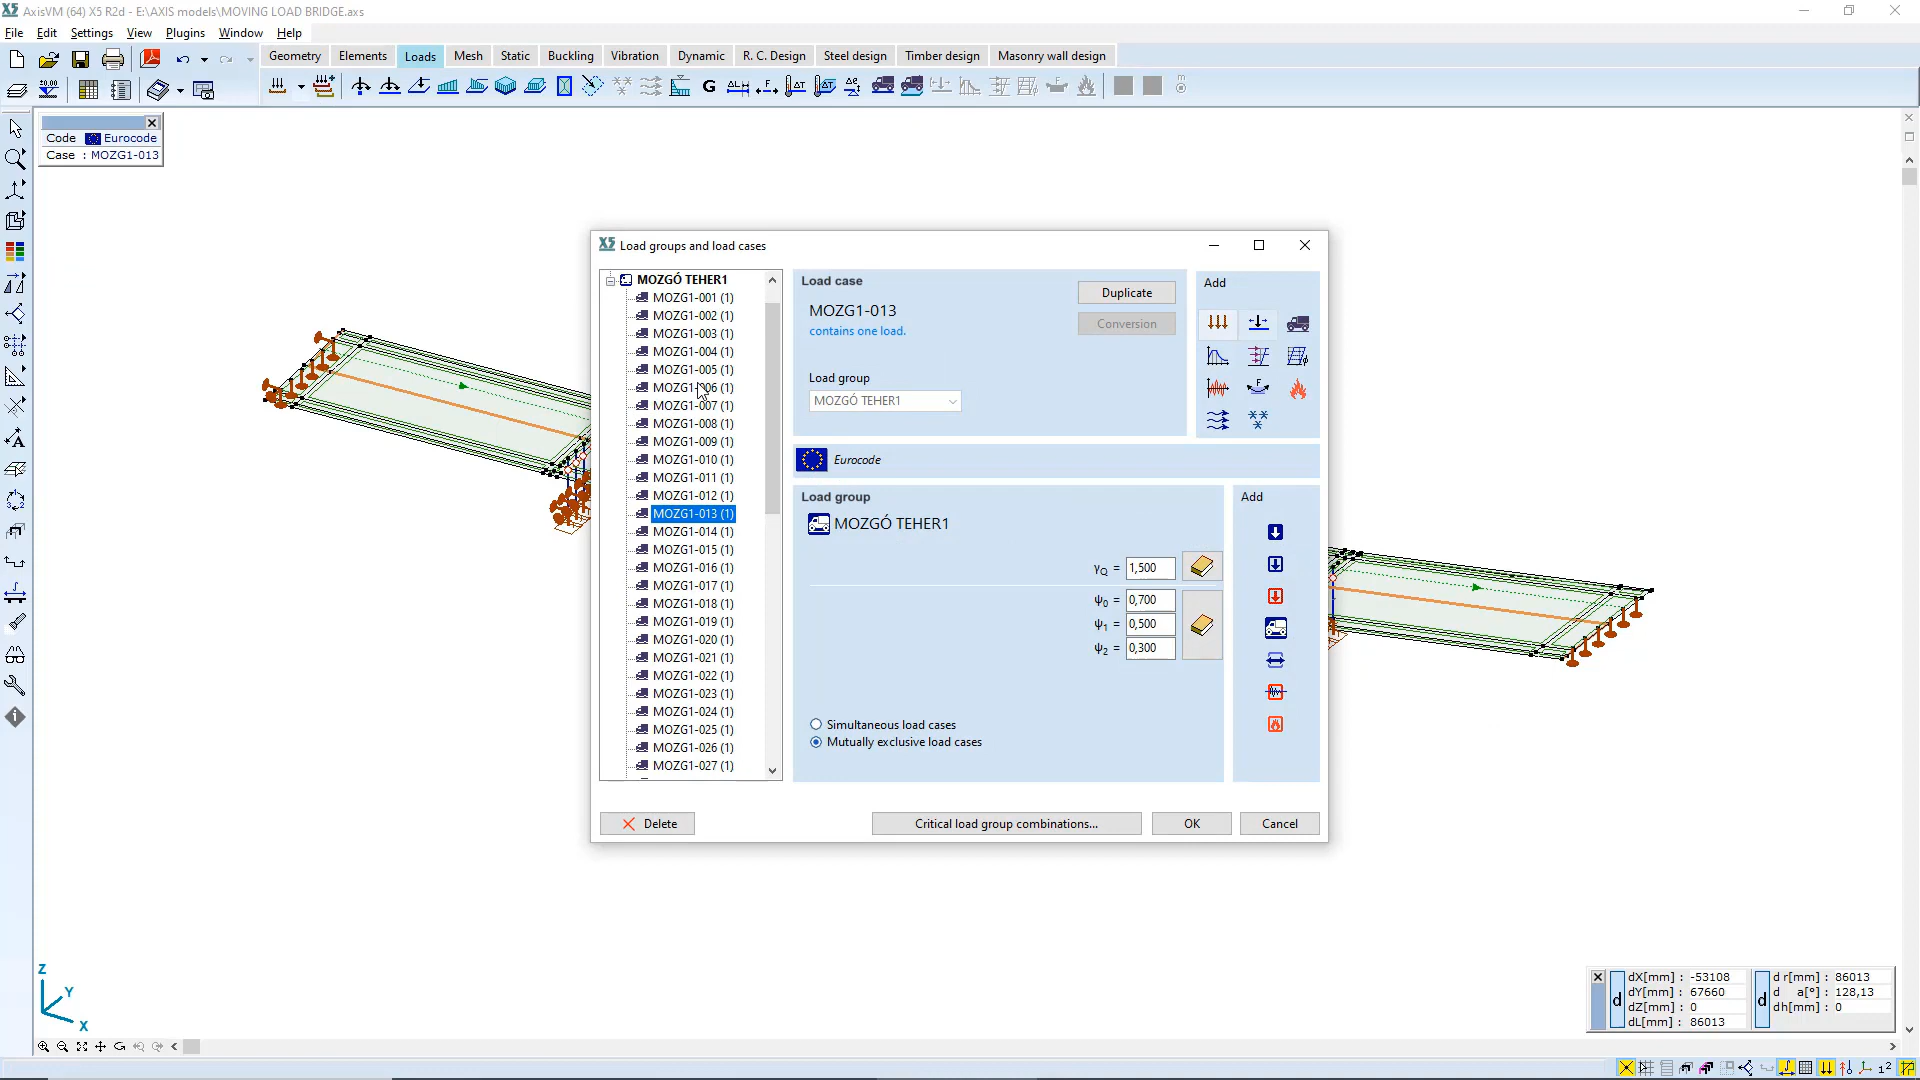 AxisVM (64) X5 R2d - E:\AXIS models\MOVING LOAD BRIDGE.axs
File Edit Settings View Plugins Window Help
Geometry Elements Loads Mesh Static Buckling Vibration Dynamic R. C. Design Steel design Timber design Masonry wall design
Code Eurocode
Case : MOZG1-013
X5 Load groups and load cases
MOZGÓ TEHER1
MOZG1-001 (1)
MOZG1-002 (1)
MOZG1-003 (1)
MOZG1-004 (1)
MOZG1-005 (1)
MOZG1-006 (1)
MOZG1-007 (1)
MOZG1-008 (1)
MOZG1-009 (1)
MOZG1-010 (1)
MOZG1-011 (1)
MOZG1-012 (1)
MOZG1-013 (1)
MOZG1-014 (1)
MOZG1-015 (1)
MOZG1-016 (1)
MOZG1-017 (1)
MOZG1-018 (1)
MOZG1-019 (1)
MOZG1-020 (1)
MOZG1-021 (1)
MOZG1-022 (1)
MOZG1-023 (1)
MOZG1-024 (1)
MOZG1-025 (1)
MOZG1-026 (1)
MOZG1-027 (1)
Load case
MOZG1-013
contains one load.
Duplicate
Conversion
Load group
MOZGÓ TEHER1
Add
Eurocode
Load group
MOZGÓ TEHER1
γQ = 1,500
ψ0 = 0,700
ψ1 = 0,500
ψ2 = 0,300
Simultaneous load cases
Mutually exclusive load cases
Add
Delete
Critical load group combinations...
OK
Cancel
Z
Y
X
d
dX[mm] : -53108
dY[mm] : 67660
dZ[mm] : 0
dL[mm] : 86013
d
d r[mm] : 86013
d a[°] : 128,13
dh[mm] : 0